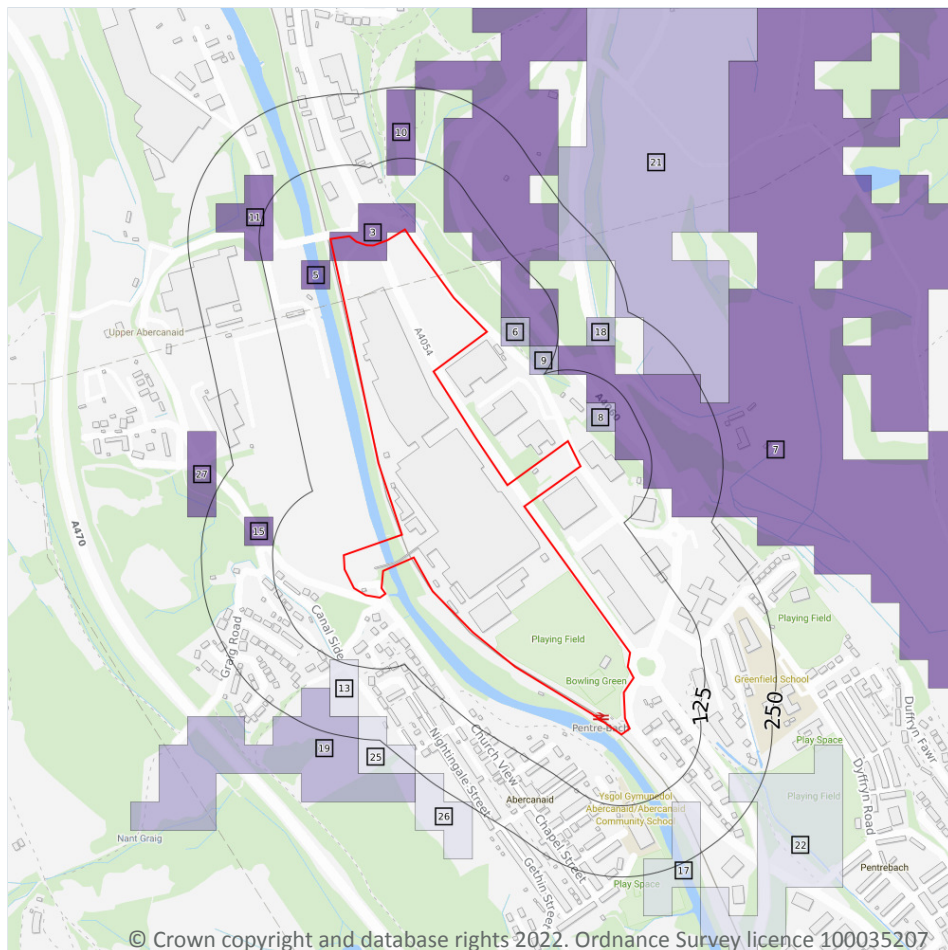 10
21
11
3
5
6
18
Upper Abercanaid
A4054
9
A4060
8
7
27
15
A470
Canal Side
Graig Road
Playing Field
Playing Field
Bowling Green
Greenfield School
13
125
250
Duffryn Fawr
Pentre-bach
Play Space
19
25
Nightingale Street
Church View
Abercanaid
Ysgol Gymunedol
Abercanaid/Abercanaid
Community School
Playing Field
Dyffryn Road
26
Chapel Street
Nant Graig
22
Gethin Street
17
Play Space
Pentrebach
© Crown copyright and database rights 2022. Ordnance Survey licence 100035207